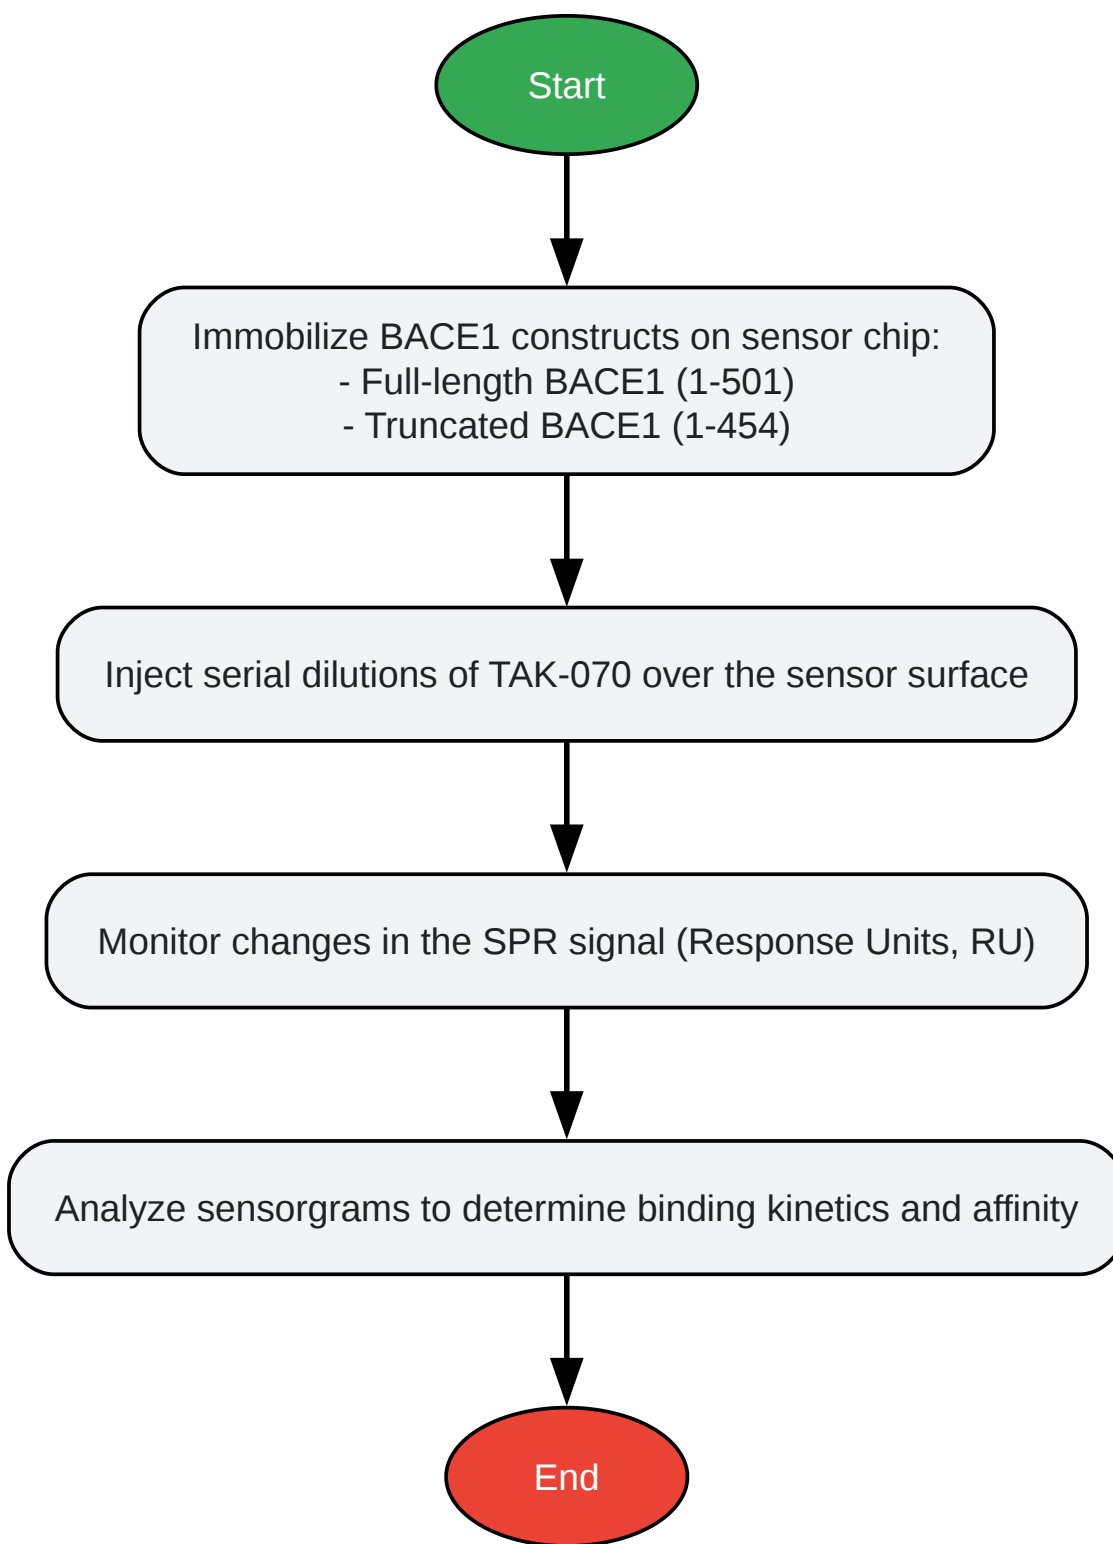 Start
Immobilize BACE1 constructs on sensor chip:
- Full-length BACE1 (1-501)
- Truncated BACE1 (1-454)
Inject serial dilutions of TAK-070 over the sensor surface
Monitor changes in the SPR signal (Response Units, RU)
Analyze sensorgrams to determine binding kinetics and affinity
End